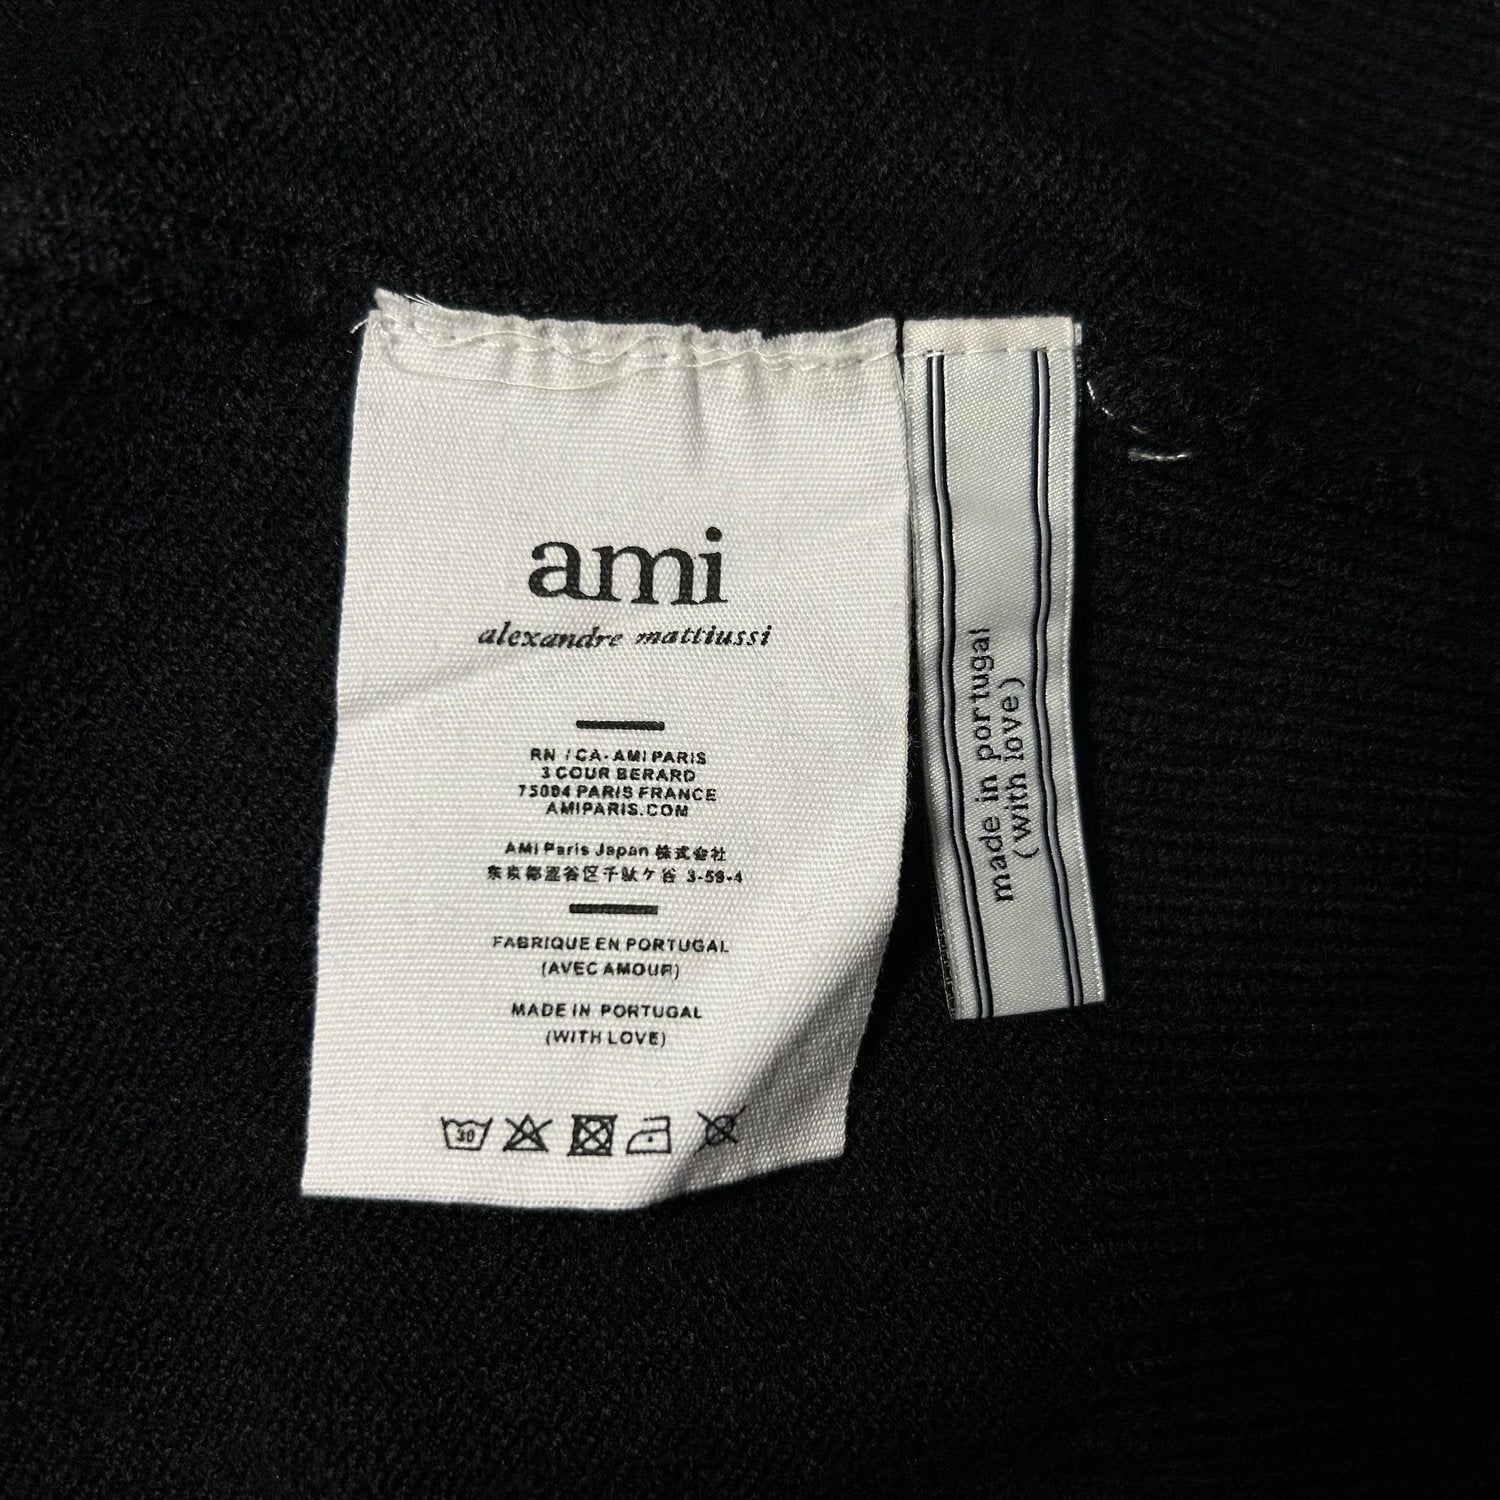 ami
alexandre mattiussi
RN / CA-AMI PARIS
3 COUR BERARD
75004 PARIS FRANCE
AMIPARIS.COM
AMI Paris Japan 株式会社
东京都涩谷区千駄ケ谷 3-59-4
FABRIQUE EN PORTUGAL
(AVEC AMOUR)
MADE IN PORTUGAL
(WITH LOVE)
30
made in portugal
(with love)